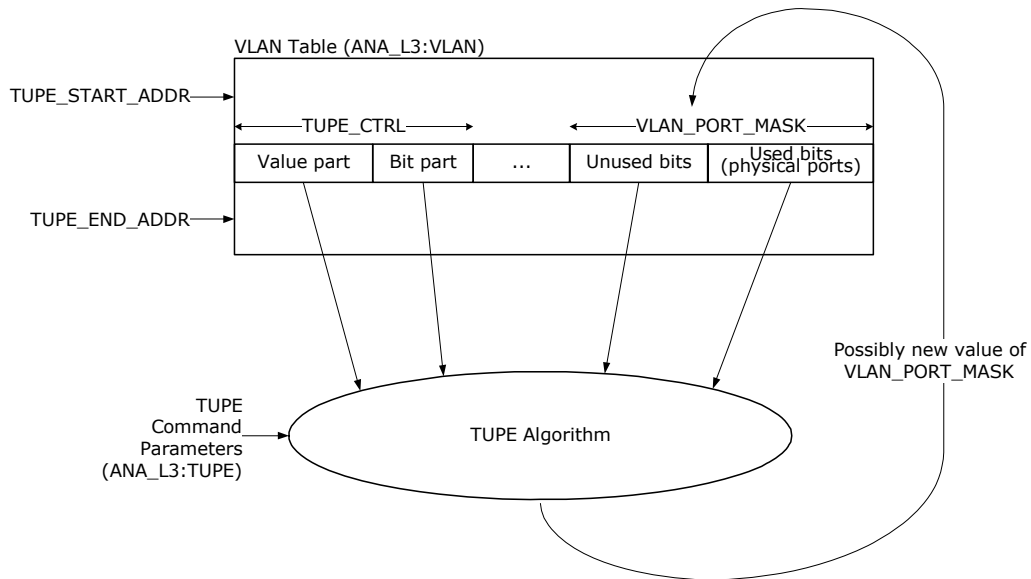 VLAN Table (ANA_L3:VLAN)
TUPE_START_ADDR
TUPE_CTRL
VLAN_PORT_MASK
Value part
Bit part
...
Unused bits
Used bits
(physical ports)
TUPE_END_ADDR
Possibly new value of
VLAN_PORT_MASK
TUPE
Command
Parameters
(ANA_L3:TUPE)
TUPE Algorithm